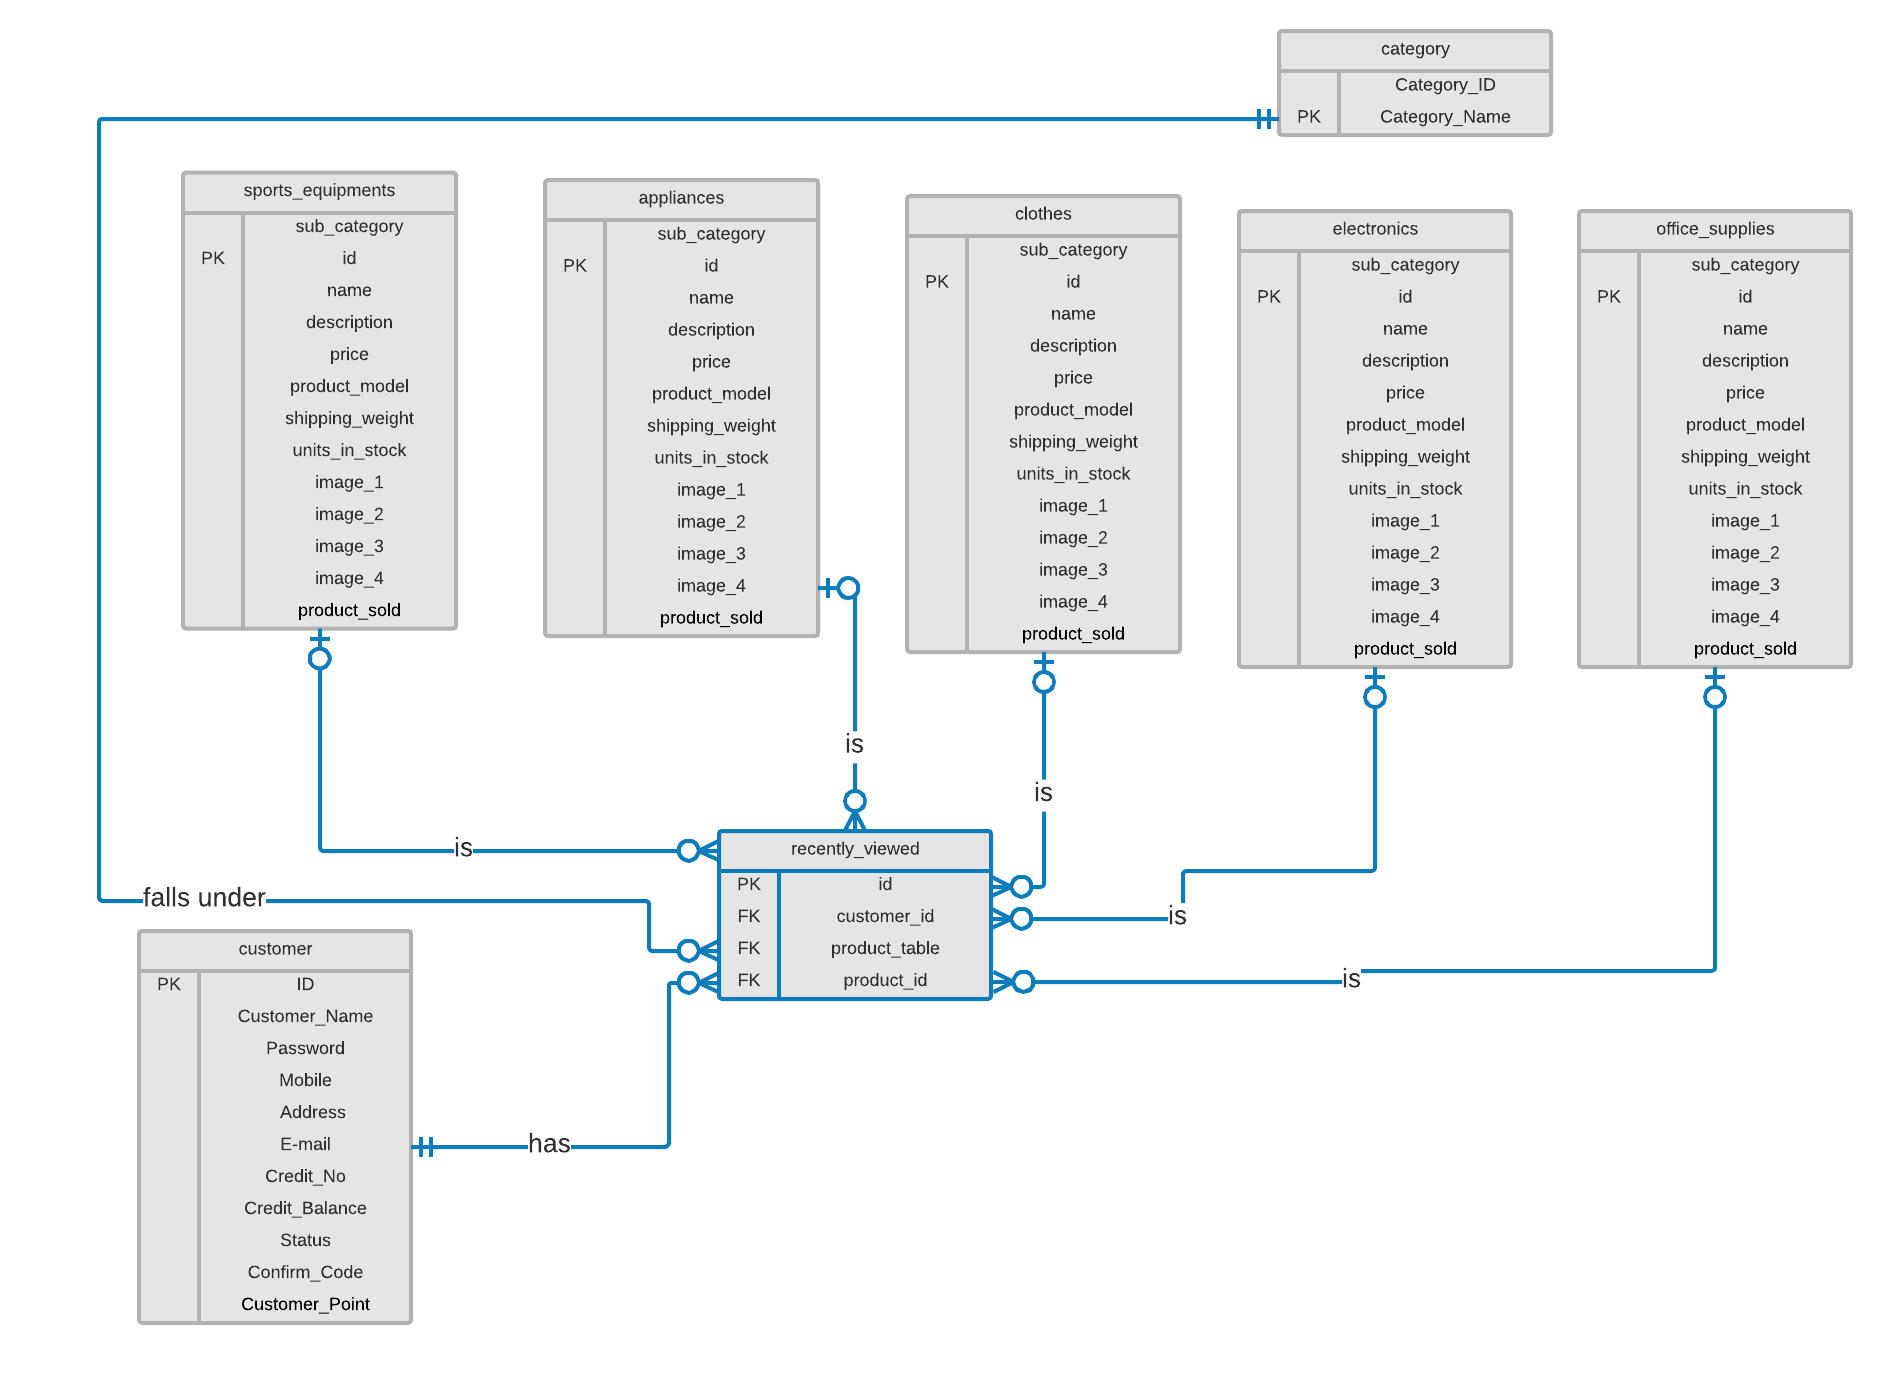 category
Category_ID
PK Category_Name
sports_equipments
sub_category
PK id
name
description
price
product_model
shipping_weight
units_in_stock
image_1
image_2
image_3
image_4
product_sold
appliances
sub_category
PK id
name
description
price
product_model
shipping_weight
units_in_stock
image_1
image_2
image_3
image_4
product_sold
clothes
sub_category
PK id
name
description
price
product_model
shipping_weight
units_in_stock
image_1
image_2
image_3
image_4
product_sold
electronics
sub_category
PK id
name
description
price
product_model
shipping_weight
units_in_stock
image_1
image_2
image_3
image_4
product_sold
office_supplies
sub_category
PK id
name
description
price
product_model
shipping_weight
units_in_stock
image_1
image_2
image_3
image_4
product_sold
is
is
is
is
is
falls under
has
recently_viewed
PK id
FK customer_id
FK product_table
FK product_id
customer
PK ID
Customer_Name
Password
Mobile
Address
E-mail
Credit_No
Credit_Balance
Status
Confirm_Code
Customer_Point